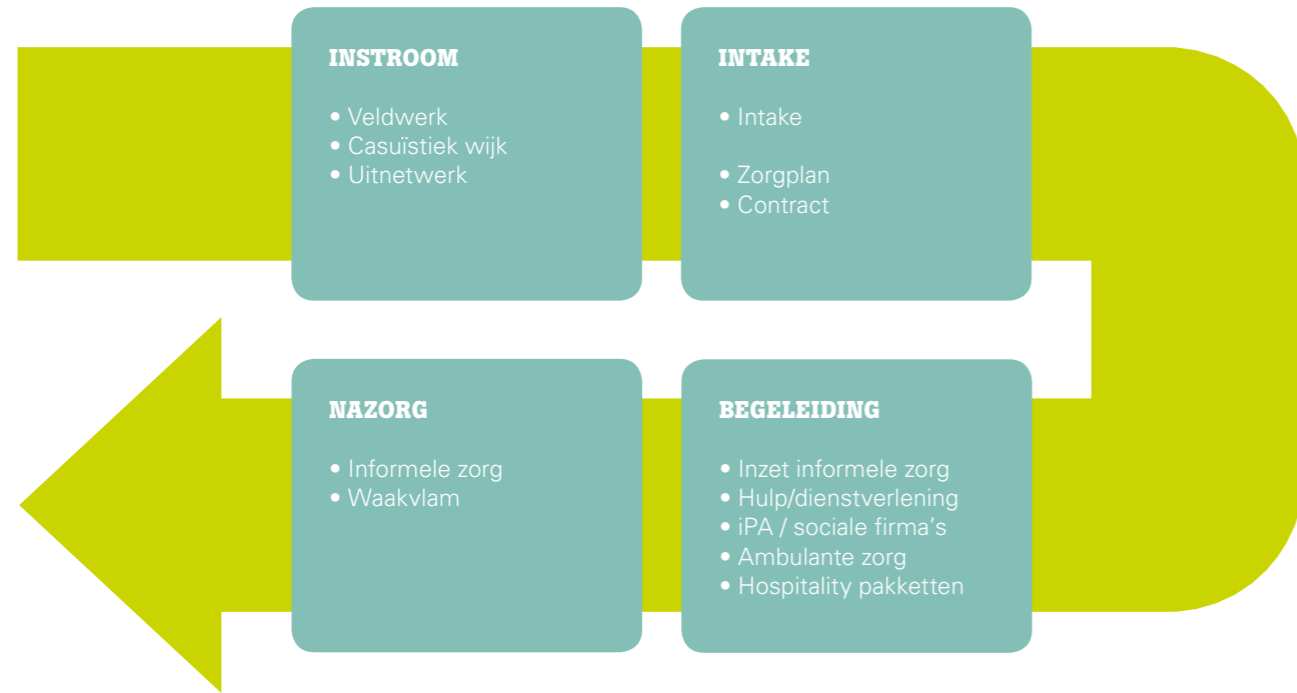 INSTROOM
• Veldwerk
• Casuïstiek wijk
• Uitnetwerk
INTAKE
• Intake
• Zorgplan
• Contract
BEGELEIDING
• Inzet informele zorg
• Hulp/dienstverlening
• iPA / sociale firma's
• Ambulante zorg
• Hospitality pakketten
NAZORG
• Informele zorg
• Waakvlam